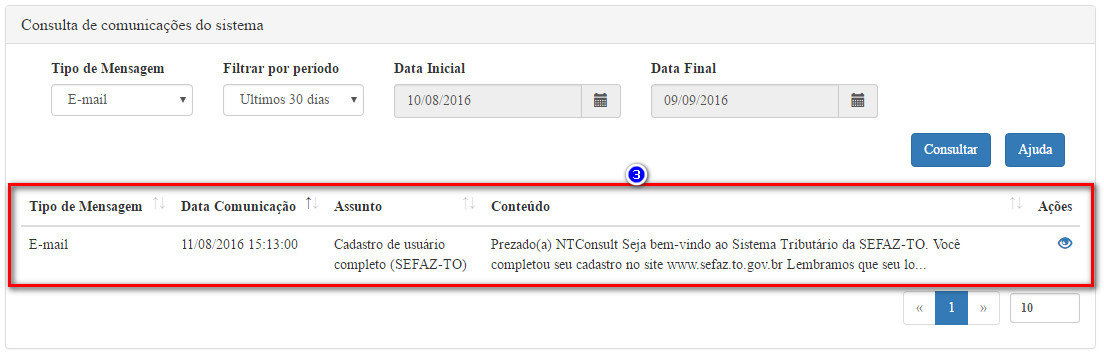 Consulta de comunicações do sistema
Tipo de Mensagem Filtrar por período Data Inicial Data Final
E-mail Ultimos 30 dias 10/08/2016 09/09/2016
Consultar Ajuda
3
Tipo de Mensagem Data Comunicação Assunto Conteúdo Ações
E-mail 11/08/2016 15:13:00 Cadastro de usuário Prezado(a) NTConsult Seja bem-vindo ao Sistema Tributário da SEFAZ-TO. Você
completo (SEFAZ-TO) completou seu cadastro no site www.sefaz.to.gov.br Lembramos que seu lo...
« 1 » 10